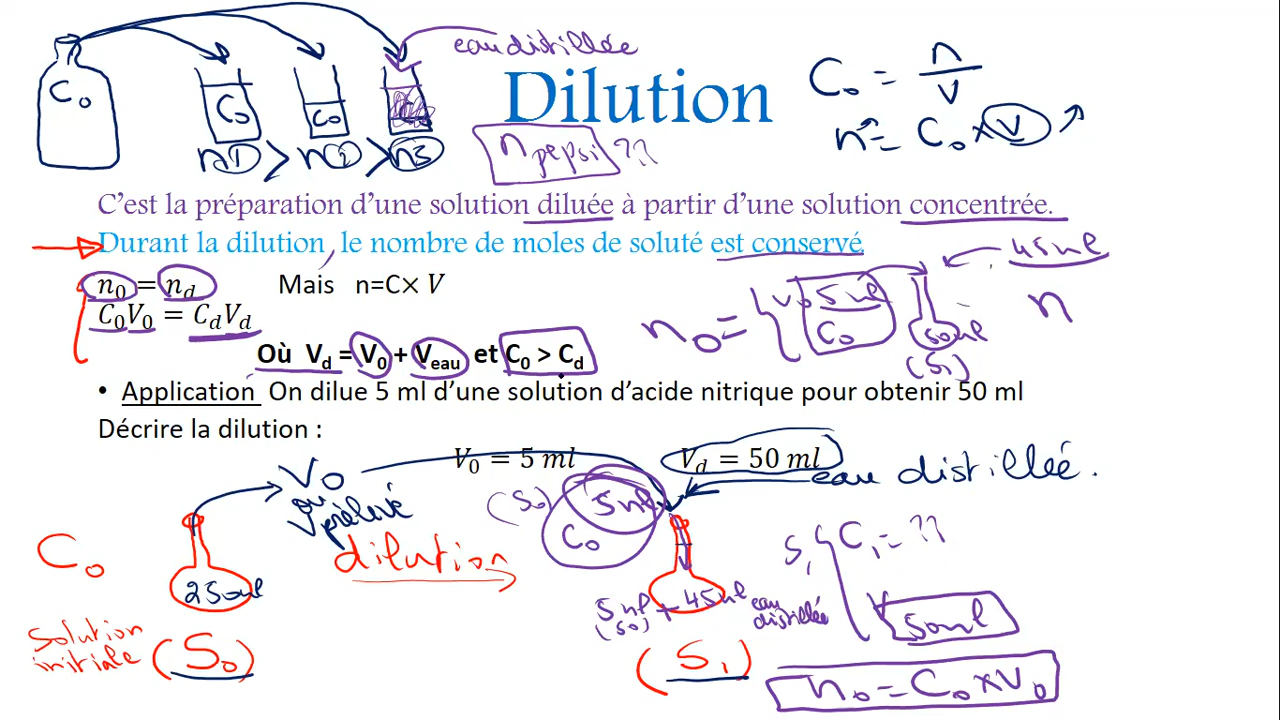 eau distillée
C₀
C₀
C₀
Dilution
C₀ = n/V
n = C₀ × V
n1 > n2 > n3
n pepsi ??
C'est la préparation d'une solution diluée à partir d'une solution concentrée.
Durant la dilution, le nombre de moles de soluté est conservé
n₀ = n_d Mais n=C× V
C₀V₀ = C_dV_d
45ml
n₀ = V₀ 5ml
C₀
50ml
(S₁)
n
Où V_d = V₀ + V_eau et C₀ > C_d
• Application On dilue 5 ml d'une solution d'acide nitrique pour obtenir 50 ml
Décrire la dilution :
V₀ = 5 ml V_d = 50 ml
V₀
ou
V prélevé
eau distillée.
(S₀) 5ml
C₀
C₀
250ml
dilution
S₁ C₁ = ??
V 50ml
5ml + 45ml eau distillée
(S₀)
Solution
initiale (S₀)
(S₁)
n₀ = C₀ × V₀